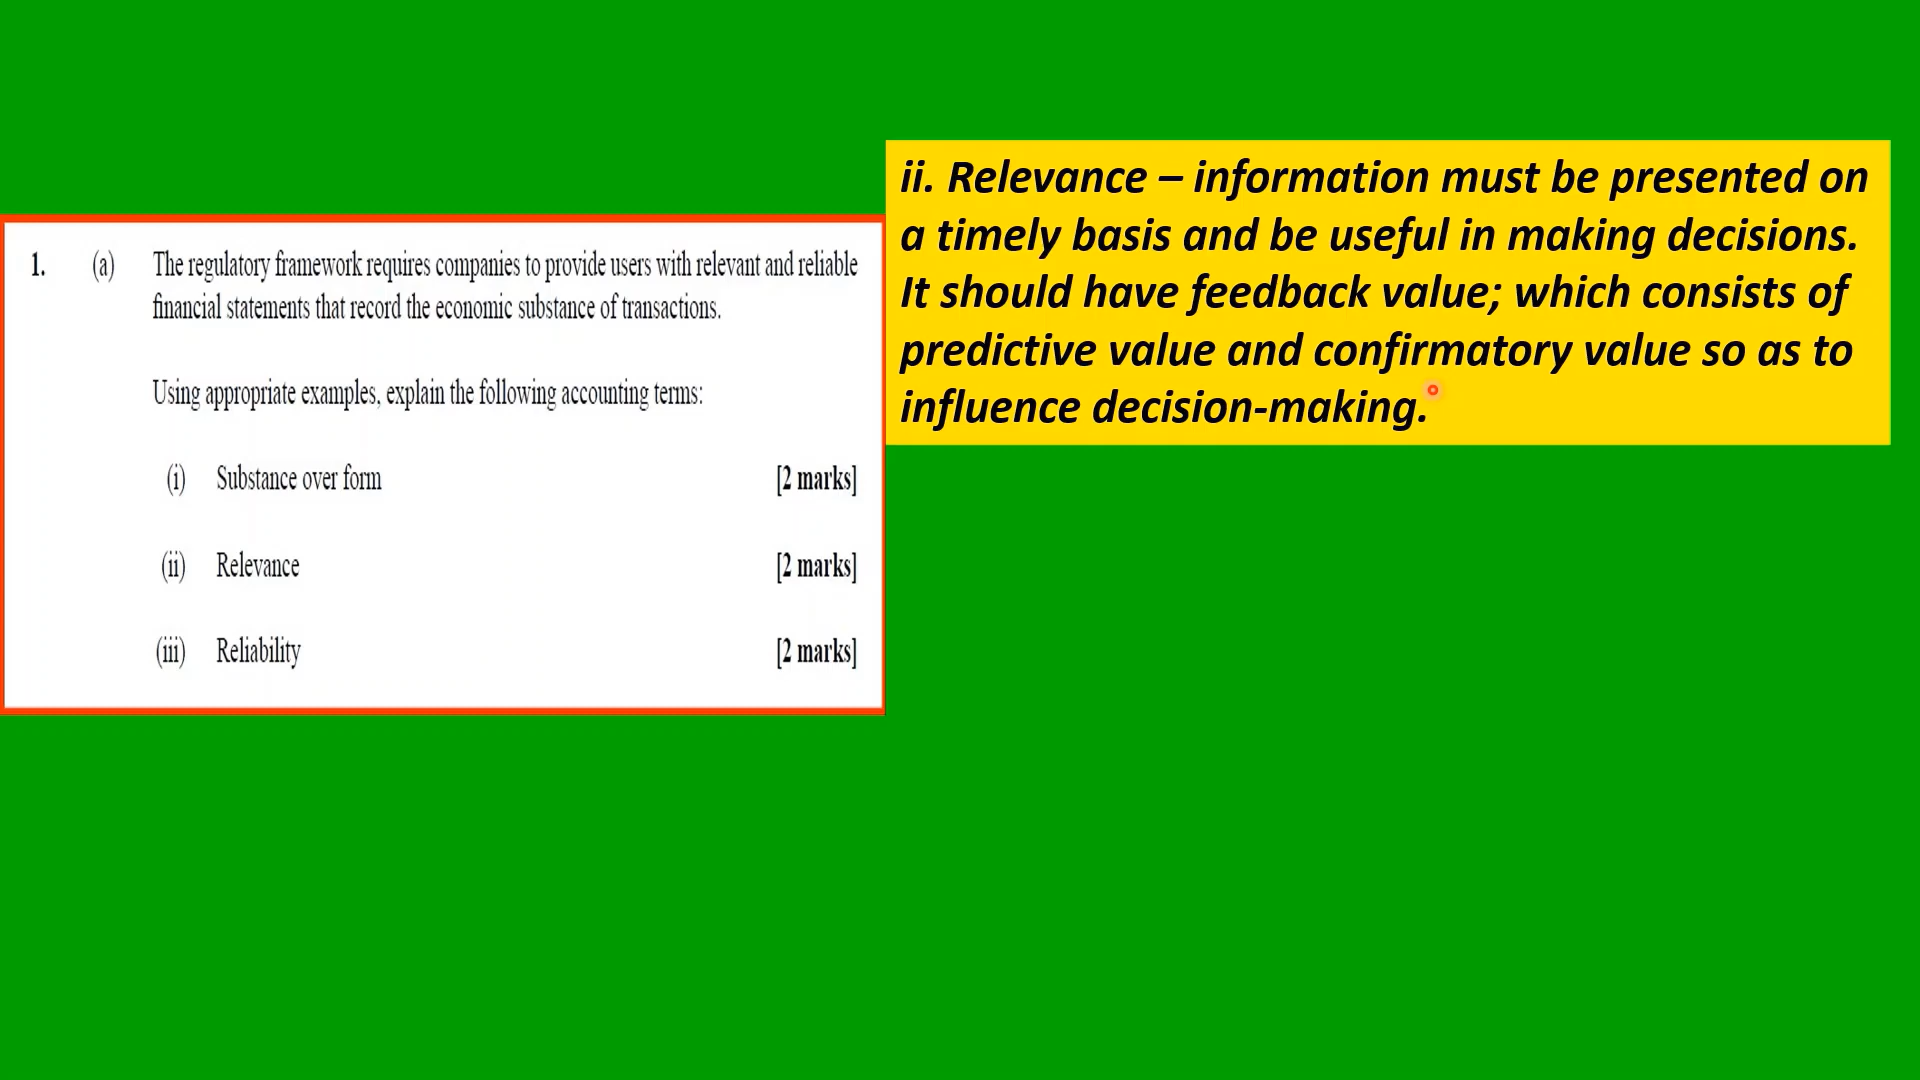 1. (a) The regulatory framework requires companies to provide users with relevant and reliable
financial statements that record the economic substance of transactions.
Using appropriate examples, explain the following accounting terms:
(i) Substance over form [2 marks]
(ii) Relevance [2 marks]
(iii) Reliability [2 marks]
ii. Relevance – information must be presented on
a timely basis and be useful in making decisions.
It should have feedback value; which consists of
predictive value and confirmatory value so as to
influence decision-making.